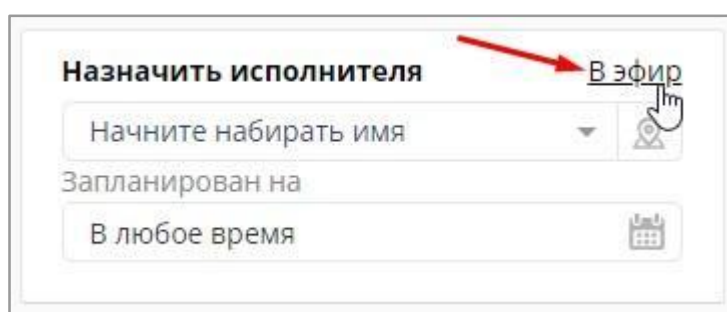 Назначить исполнителя В эфир
Начните набирать имя
Запланирован на
В любое время